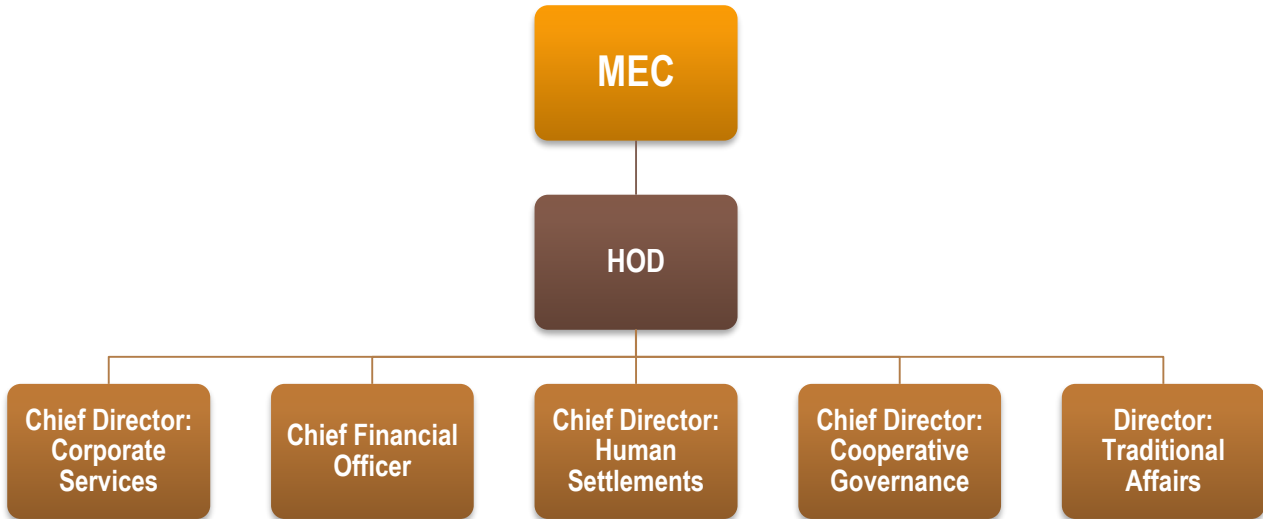 MEC
HOD
Chief Director:
Corporate
Services
Chief Financial
Officer
Chief Director:
Human
Settlements
Chief Director:
Cooperative
Governance
Director:
Traditional
Affairs